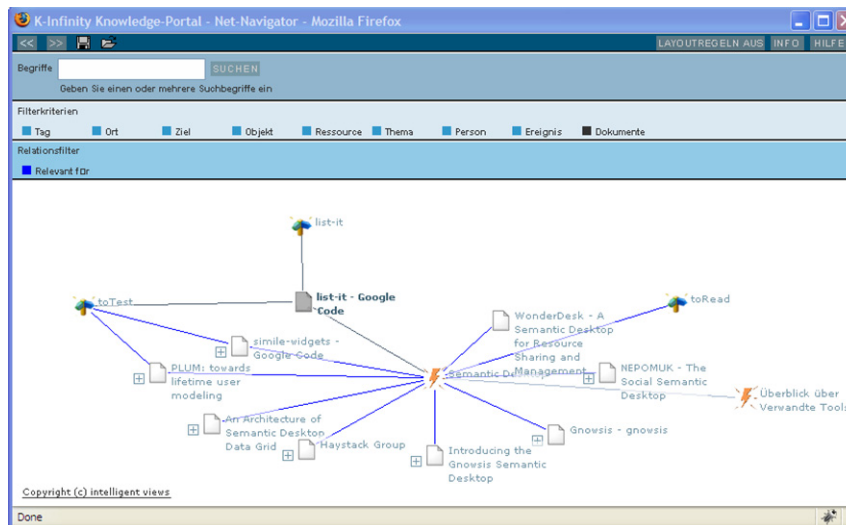 K-Infinity Knowledge-Portal - Net-Navigator - Mozilla Firefox
<< >> LAYOUTREGELN AUS INFO HILFE
Begriffe SUCHEN
Geben Sie einen oder mehrere Suchbegriffe ein
Filterkriterien
Tag Ort Ziel Objekt Ressource Thema Person Ereignis Dokumente
Relationsfilter
Relevant f□r
list-it
list-it - Google
Code
toTest
toRead
WonderDesk - A
Semantic Desktop
for Resource
Sharing and
Management
simile-widgets -
Google Code
PLUM: towards
lifetime user
modeling
Semantic Desktop
NEPOMUK - The
Social Semantic
Desktop
Überblick über
Verwandte Tools
An Architecture of
Semantic Desktop
Data Grid
Haystack Group
Introducing the
Gnowsis Semantic
Desktop
Gnowsis - gnowsis
Copyright (c) intelligent views
Done